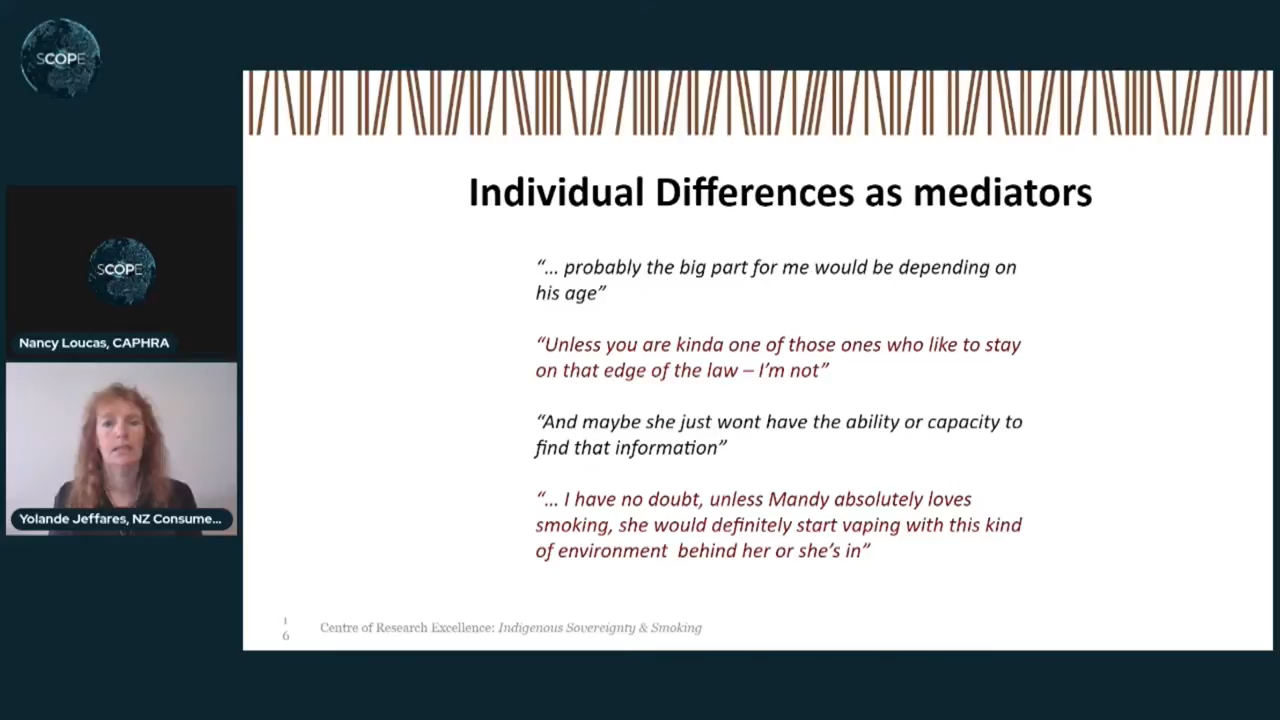 SCOPE
SCOPE
Nancy Loucas, CAPHRA
Yolande Jeffares, NZ Consume...
Individual Differences as mediators
“... probably the big part for me would be depending on
his age”
“Unless you are kinda one of those ones who like to stay
on that edge of the law – I’m not”
“And maybe she just wont have the ability or capacity to
find that information”
“... I have no doubt, unless Mandy absolutely loves
smoking, she would definitely start vaping with this kind
of environment behind her or she’s in”
1
6
Centre of Research Excellence: Indigenous Sovereignty & Smoking